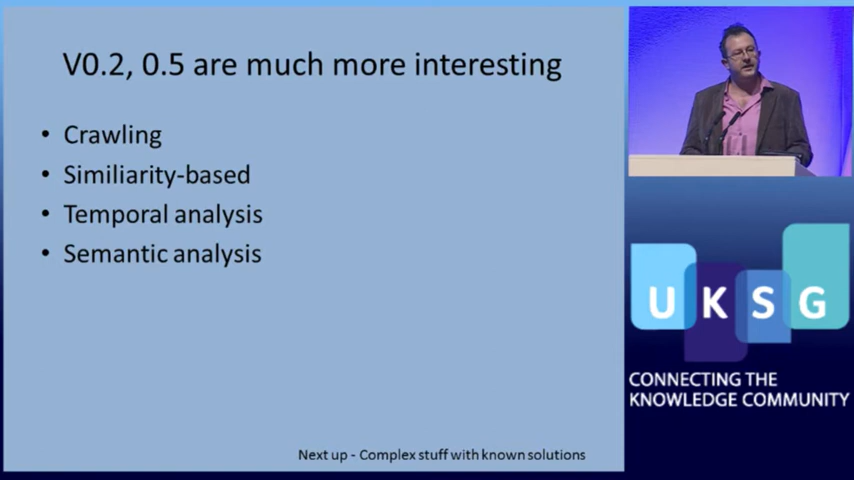 V0.2, 0.5 are much more interesting
• Crawling
• Similiarity-based
• Temporal analysis
• Semantic analysis
Next up - Complex stuff with known solutions
UKSG
CONNECTING THE
KNOWLEDGE COMMUNITY